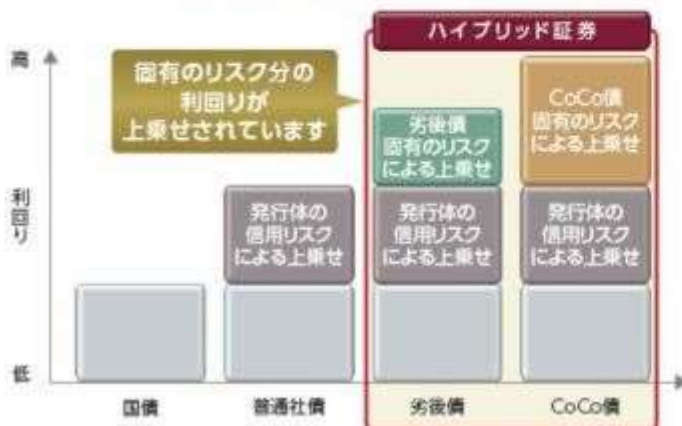 ハイブリッド証券
高
固有のリスク分の
利回りが
上乗せされています
CoCo債
固有のリスク
による上乗せ
劣後債
固有のリスク
による上乗せ
利回り
発行体の
信用リスク
による上乗せ
発行体の
信用リスク
による上乗せ
発行体の
信用リスク
による上乗せ
低
国債
普通社債
劣後債
CoCo債